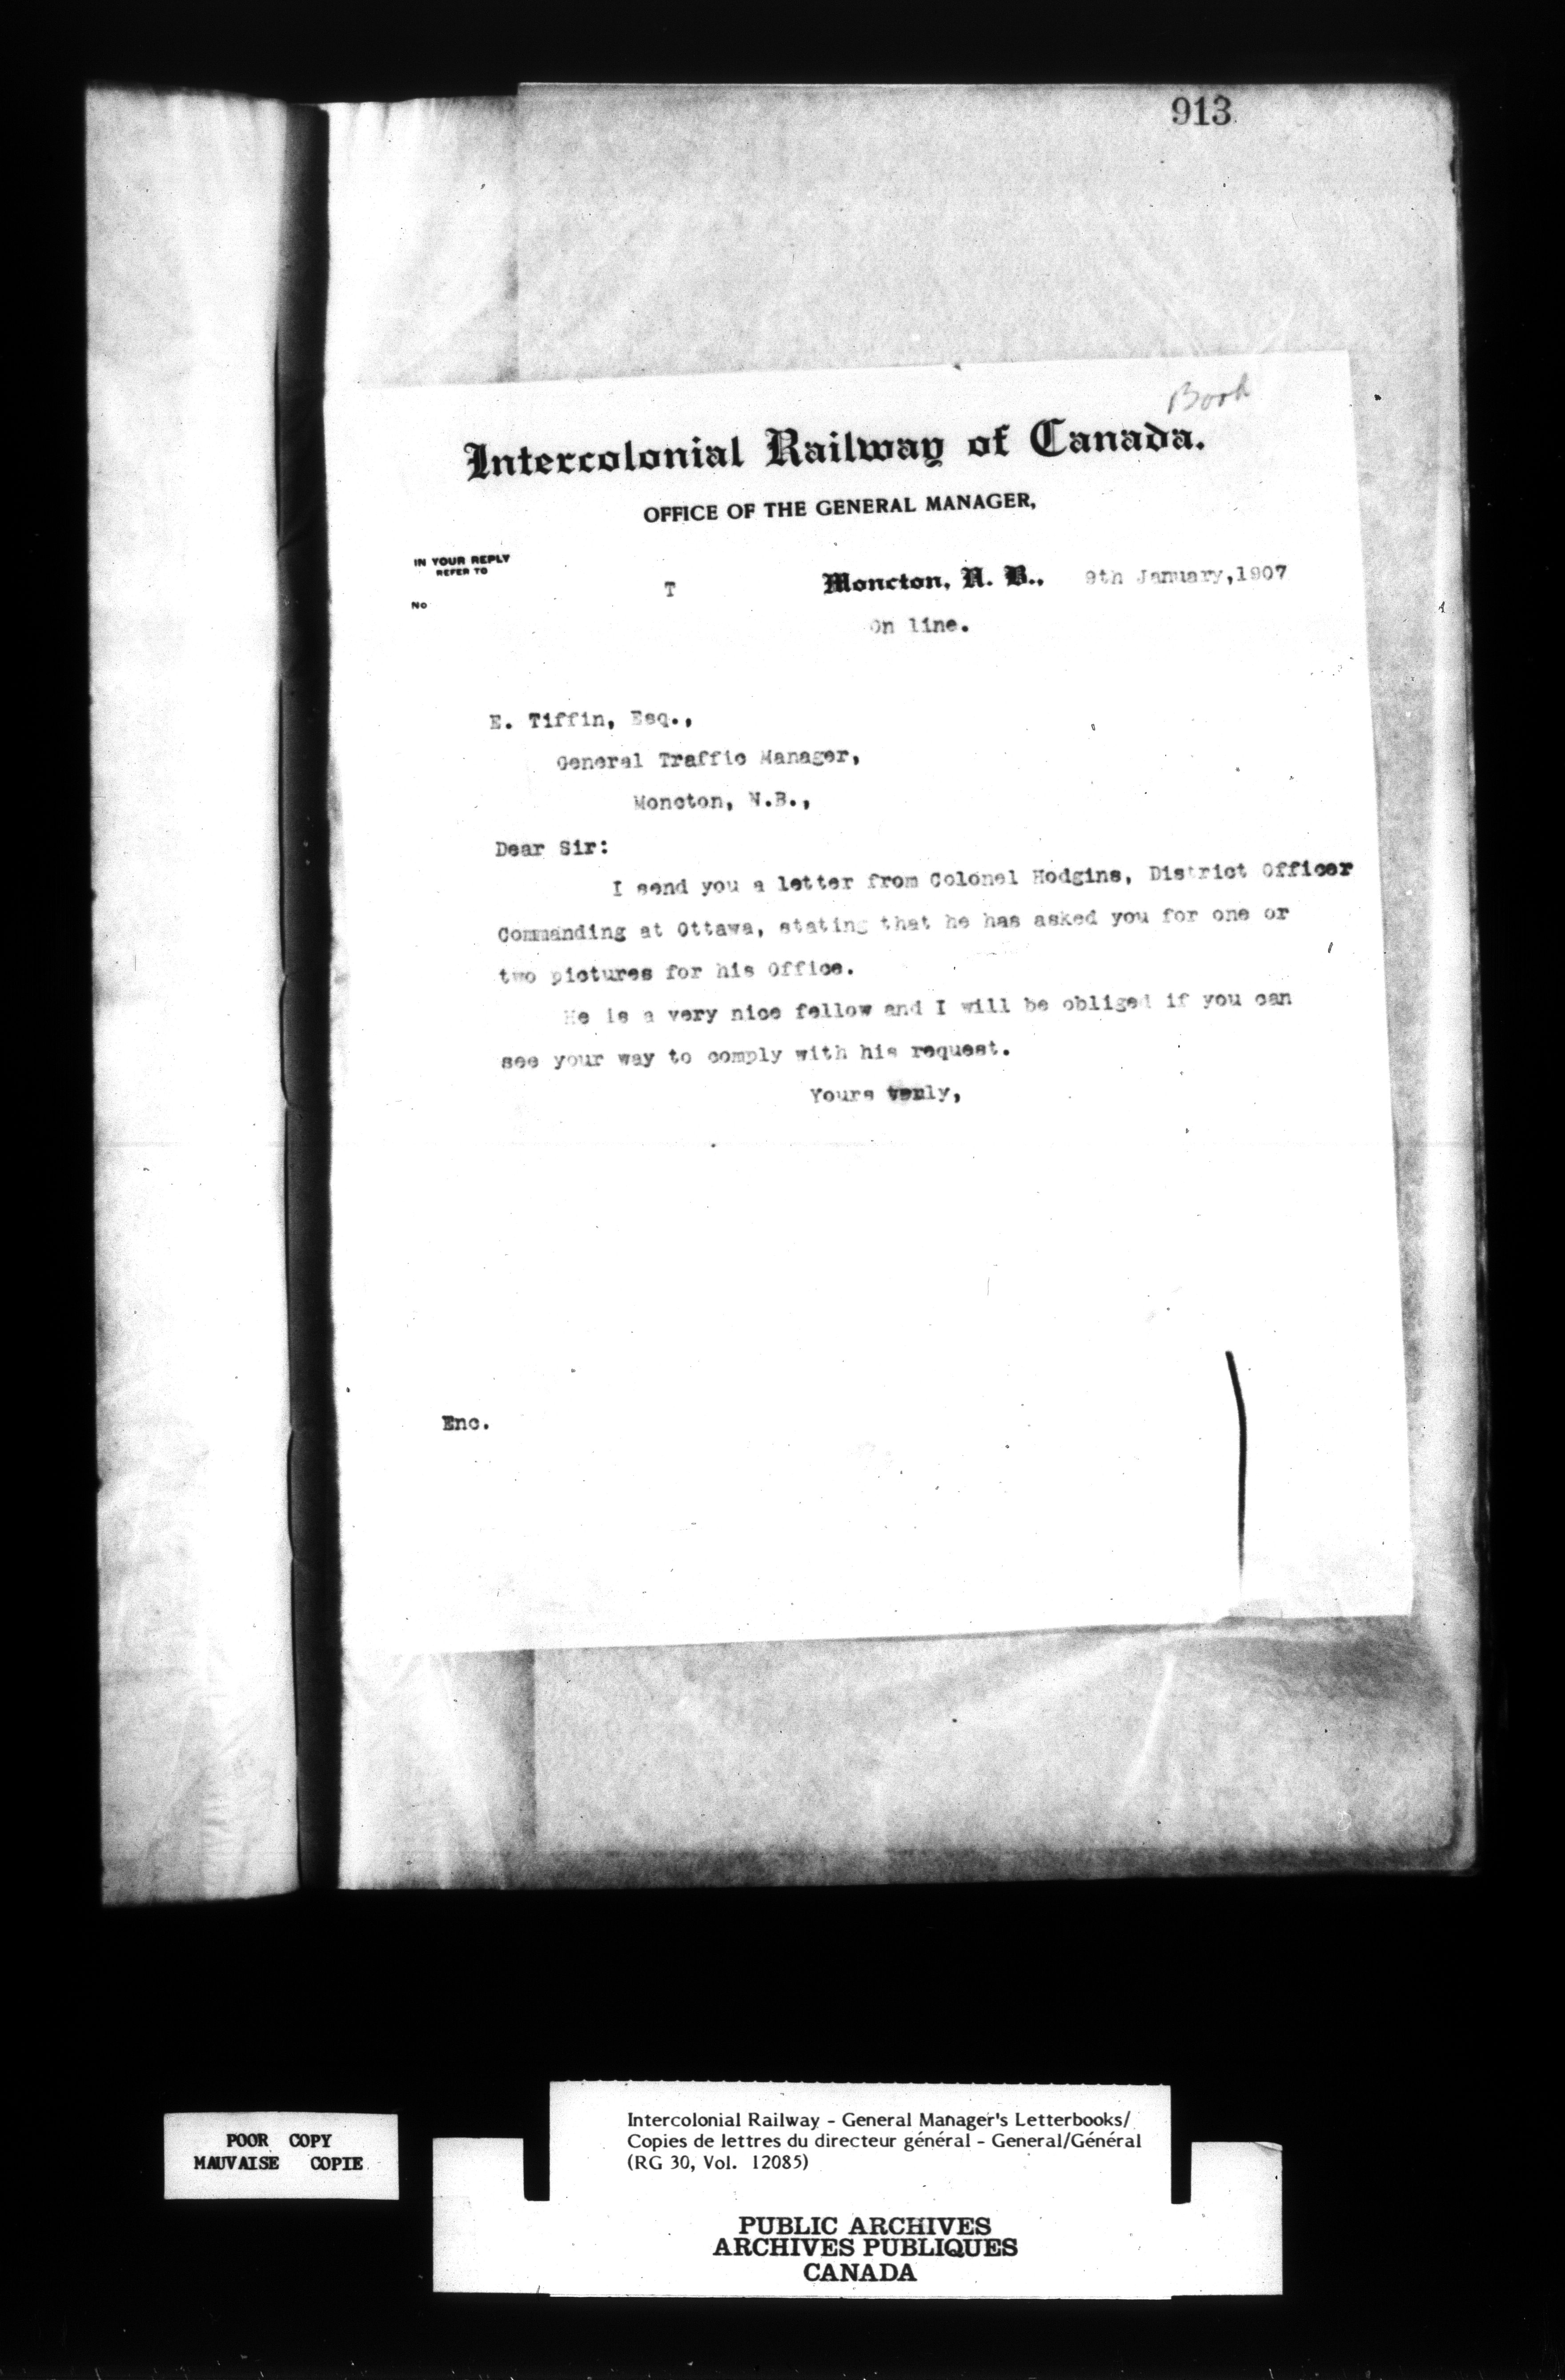 913
Book
Intercolonial Railway of Canada.
OFFICE OF THE GENERAL MANAGER,
IN YOUR REPLY
REFER TO
No
T
Moncton, N. B., 9th January, 1907
On line.
E. Tiffin, Esq.,
General Traffic Manager,
Moncton, N.B.,
Dear Sir:
I send you a letter from Colonel Hodgins, District Officer
Commanding at Ottawa, stating that he has asked you for one or
two pictures for his Office.
He is a very nice fellow and I will be obliged if you can
see your way to comply with his request.
Yours
Enc.
POOR COPY
MAUVAISE COPIE
Intercolonial Railway - General Manager's Letterbooks/
Copies de lettres du directeur général - General/Général
(RG 30, Vol. 12085)
PUBLIC ARCHIVES
ARCHIVES PUBLIQUES
CANADA